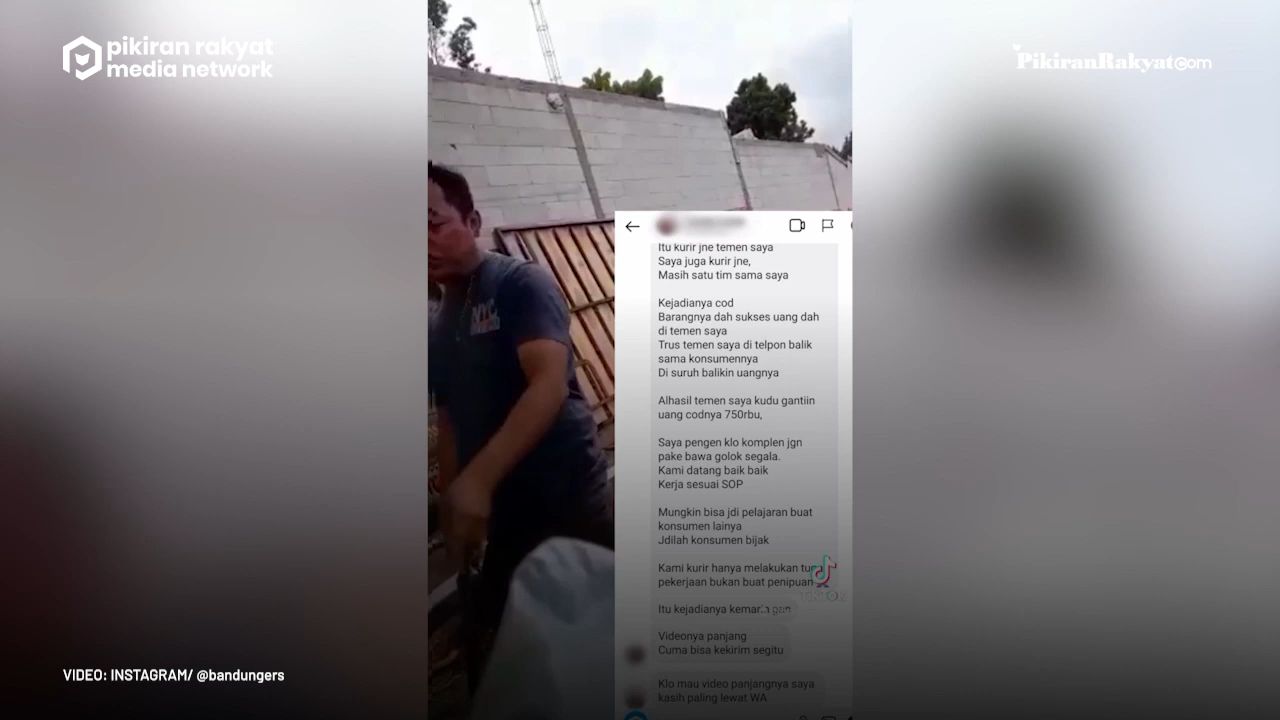 pikiran rakyat
media network
PikiranRakyat.com
NYC
Itu kurir jne temen saya
Saya juga kurir jne,
Masih satu tim sama saya
Kejadianya cod
Barangnya dah sukses uang dah
di temen saya
Trus temen saya di telpon balik
sama konsumennya
Di suruh balikin uangnya
Alhasil temen saya kudu gantiin
uang codnya 750rbu,
Saya pengen klo komplen jgn
pake bawa golok segala.
Kami datang baik baik
Kerja sesuai SOP
Mungkin bisa jdi pelajaran buat
konsumen lainya
Jdilah konsumen bijak
Kami kurir hanya melakukan
pekerjaan bukan buat penipuan
Itu kejadianya kemarin
Videonya panjang
Cuma bisa kekirim segitu
Klo mau video panjangnya saya
kasih paling lewat WA
VIDEO: INSTAGRAM/ @bandungers